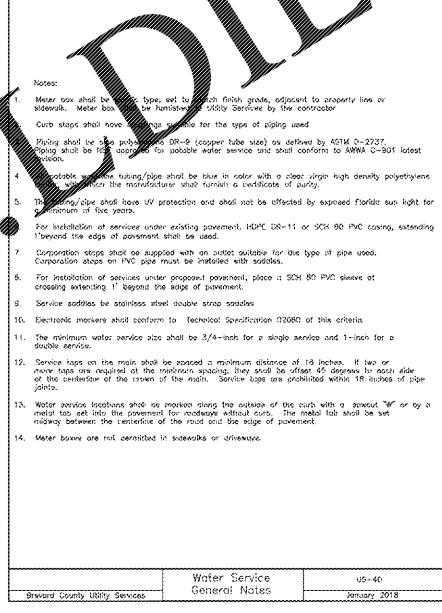 Notes:
1. Meter box shall be type, set to finish grade, adjacent to property line or
sidewalk. Meter box shall be furnished to Utility Services by the contractor
Curb stops shall have suitable for the type of piping used.
Piping shall be blue polyethylene DR-9 (copper tube size) as defined by ASTM D-2737.
Piping shall be NSF approved for potable water service and shall conform to AWWA C-901 latest
revision.
4. All potable tubing/pipe shall be blue in color with a clear virgin high density polyethylene
which the manufacturer shall furnish a certificate of purity.
5. The tubing/pipe shall have UV protection and shall not be affected by exposed Florida sun light for
a minimum of five years.
For installation of services under existing pavement, HDPE DR-11 or SCH 80 PVC casing, extending
1'beyond the edge of pavement shall be used.
7. Corporation stops shall be supplied with an outlet suitable for the type of pipe used.
Corporation stops on PVC pipe must be installed with saddles.
8. For installation of services under proposed pavement, place a SCH 80 PVC sleeve at
crossing extending 1' beyond the edge of pavement.
9. Service saddles be stainless steel double strap saddles
10. Electronic markers shall conform to Technical Specification 02080 of this criteria
11. The minimum water service size shall be 3/4-inch for a single service and 1-inch for a
double service.
12. Service taps on the main shall be spaced a minimum distance of 18 inches. If two or
more taps are required at the minimum spacing, they shall be offset 45 degrees to each side
of the centerline of the crown of the main. Service taps are prohibited within 18 inches of pipe
joints.
13. Water service locations shall be marked along the outside of the curb with a sawcut "W" or by a
metal tab set into the pavement for roadways without curb. The metal tab shall be set
midway between the centerline of the road and the edge of pavement.
14. Meter boxes are not permitted in sidewalks or driveways.
Brevard County Utility Services
Water Service
General Notes
US-40
January 2018